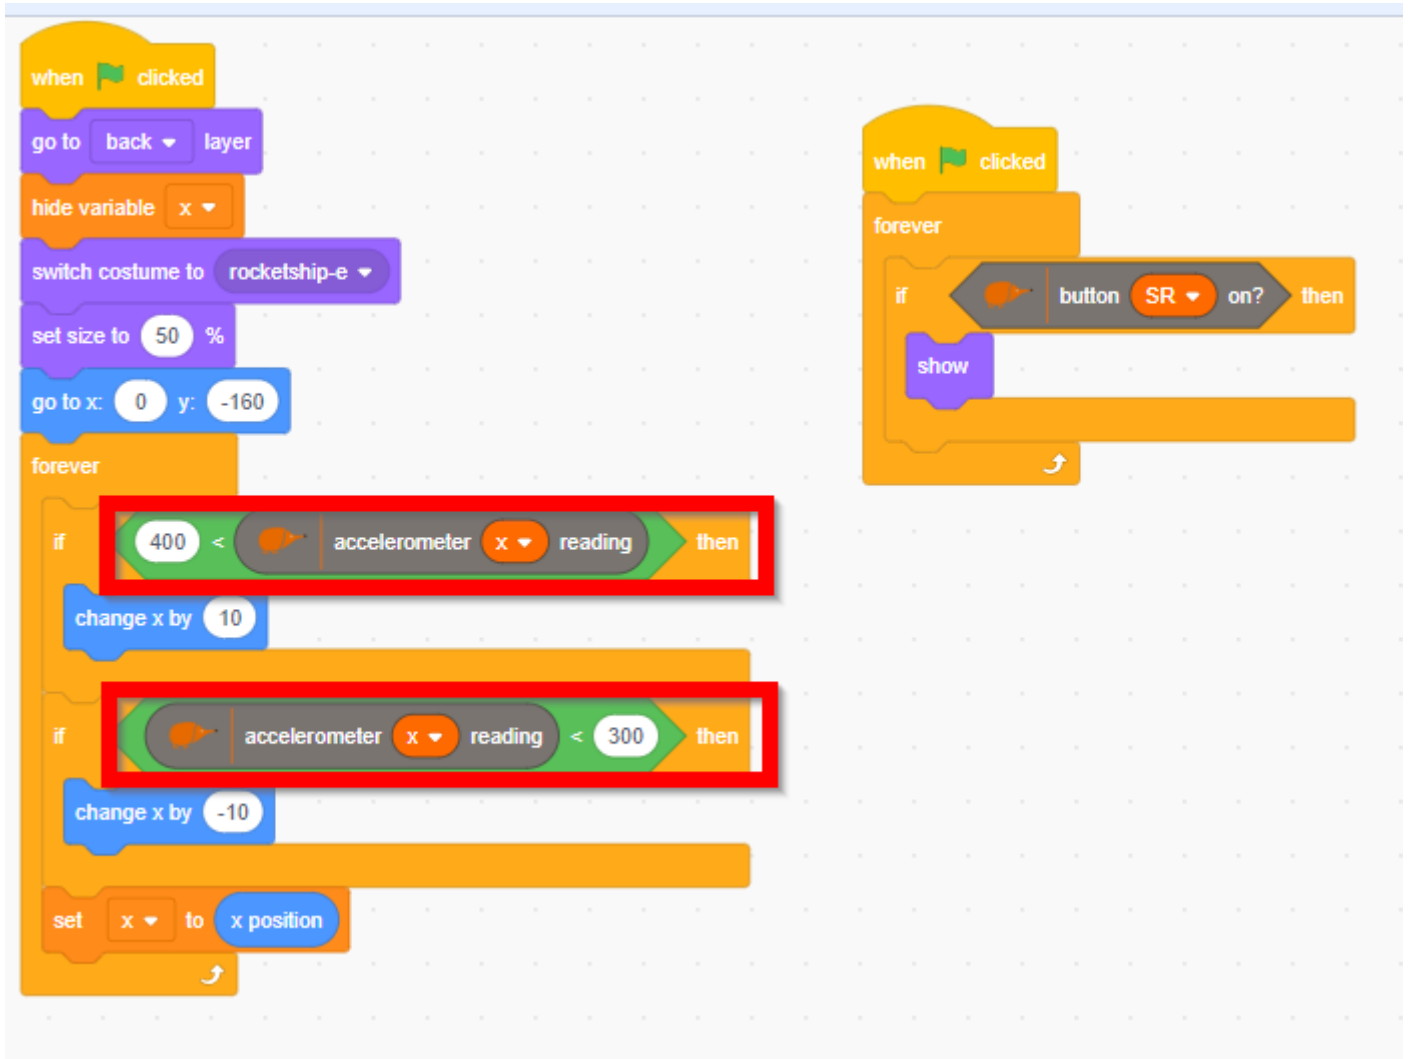 when clicked
go to back layer
hide variable x
switch costume to rocketship-e
set size to 50 %
go to x: 0 y: -160
forever
if 400 < accelerometer x reading then
change x by 10
if accelerometer x reading < 300 then
change x by -10
set x to x position
when clicked
forever
if button SR on? then
show